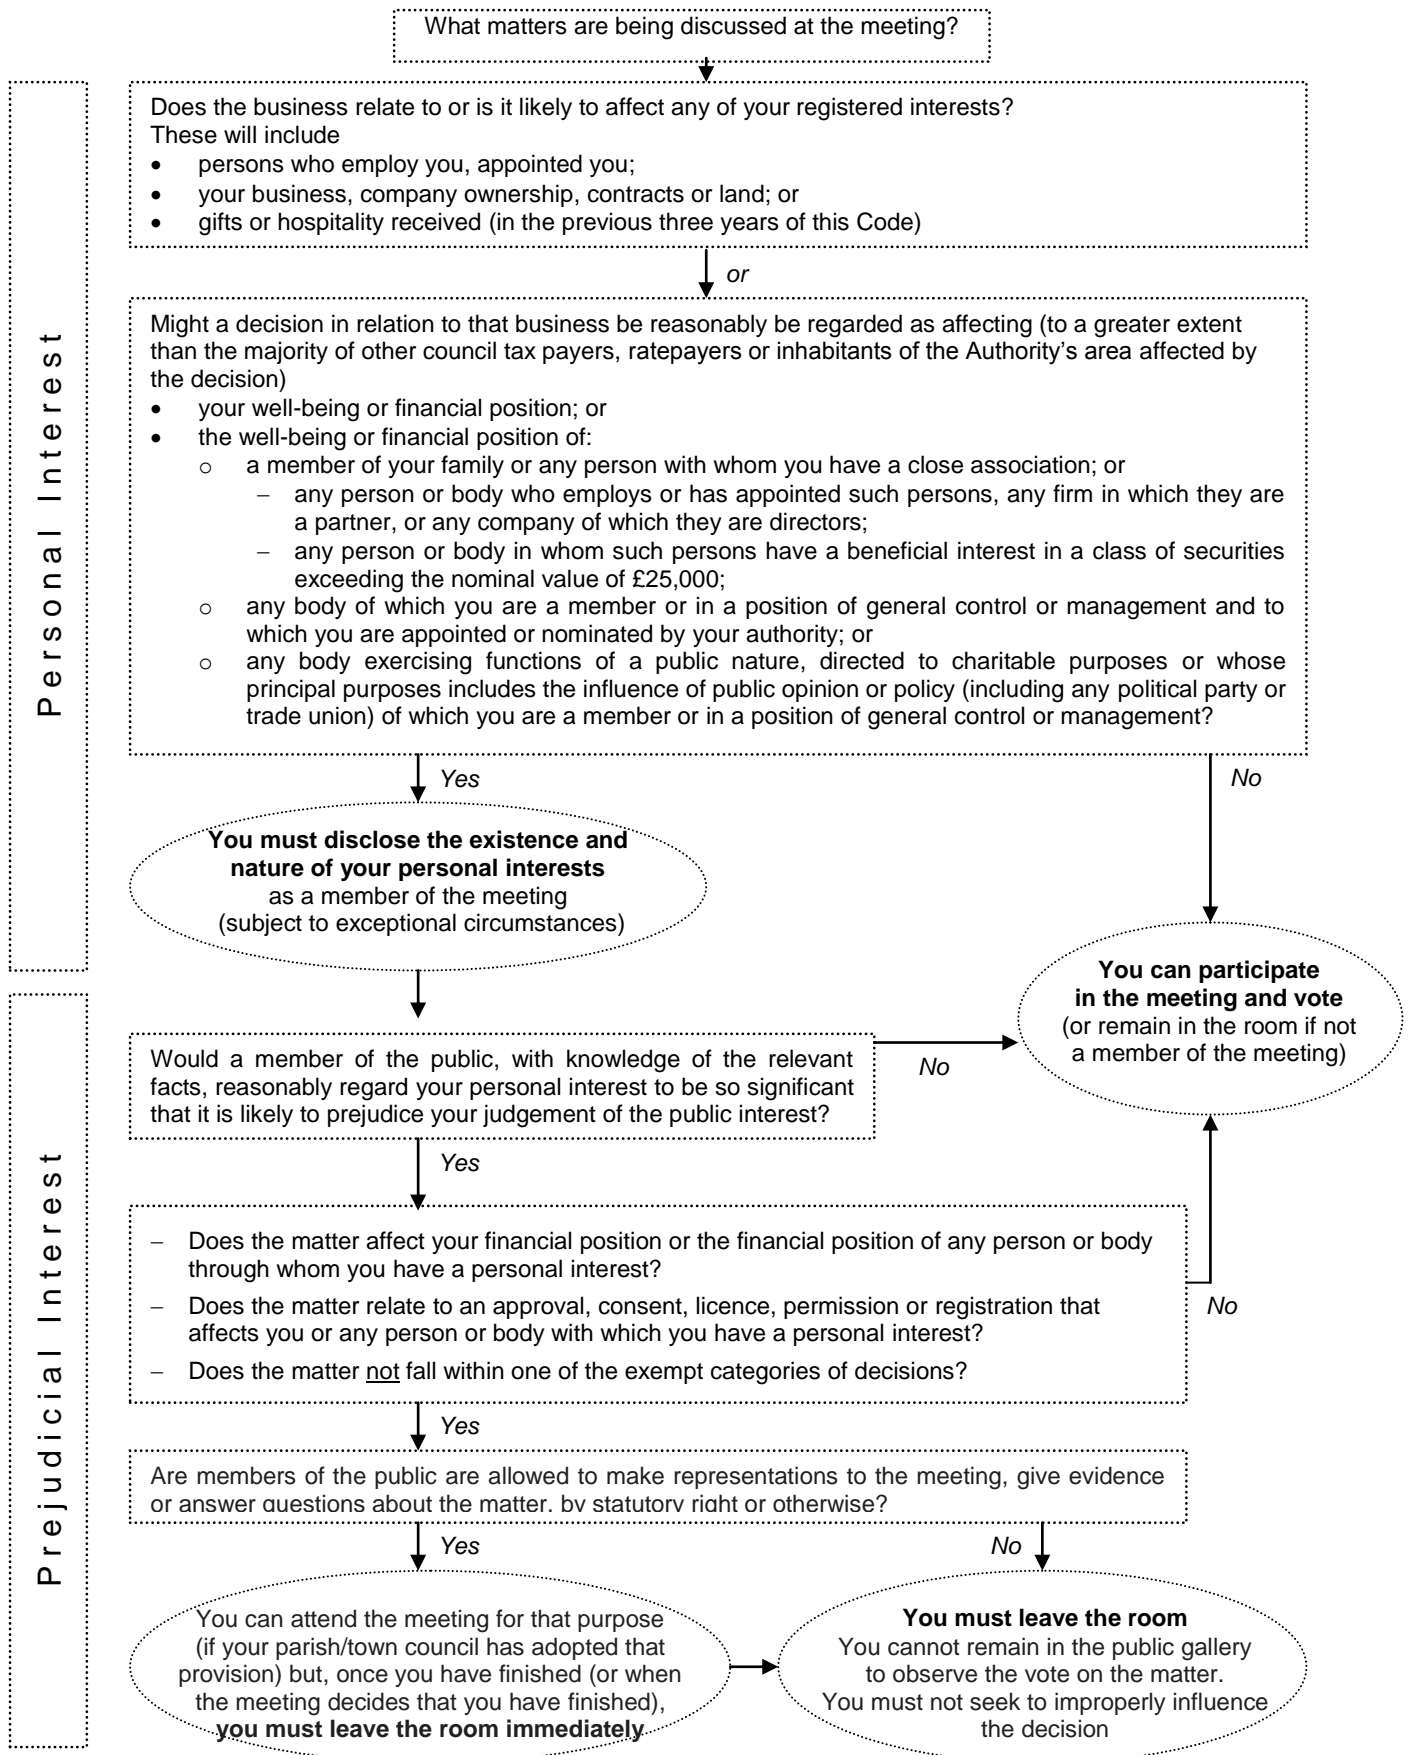 What matters are being discussed at the meeting?
Personal Interest
Does the business relate to or is it likely to affect any of your registered interests?
These will include
• persons who employ you, appointed you;
• your business, company ownership, contracts or land; or
• gifts or hospitality received (in the previous three years of this Code)
or
Might a decision in relation to that business be reasonably be regarded as affecting (to a greater extent
than the majority of other council tax payers, ratepayers or inhabitants of the Authority's area affected by
the decision)
• your well-being or financial position; or
• the well-being or financial position of:
o a member of your family or any person with whom you have a close association; or
– any person or body who employs or has appointed such persons, any firm in which they are
a partner, or any company of which they are directors;
– any person or body in whom such persons have a beneficial interest in a class of securities
exceeding the nominal value of £25,000;
o any body of which you are a member or in a position of general control or management and to
which you are appointed or nominated by your authority; or
o any body exercising functions of a public nature, directed to charitable purposes or whose
principal purposes includes the influence of public opinion or policy (including any political party or
trade union) of which you are a member or in a position of general control or management?
Yes
No
You must disclose the existence and
nature of your personal interests
as a member of the meeting
(subject to exceptional circumstances)
You can participate
in the meeting and vote
(or remain in the room if not
a member of the meeting)
Prejudicial Interest
Would a member of the public, with knowledge of the relevant
facts, reasonably regard your personal interest to be so significant
that it is likely to prejudice your judgement of the public interest?
No
Yes
– Does the matter affect your financial position or the financial position of any person or body
through whom you have a personal interest?
– Does the matter relate to an approval, consent, licence, permission or registration that
affects you or any person or body with which you have a personal interest?
– Does the matter not fall within one of the exempt categories of decisions?
No
Yes
Are members of the public are allowed to make representations to the meeting, give evidence
or answer questions about the matter, by statutory right or otherwise?
Yes
No
You can attend the meeting for that purpose
(if your parish/town council has adopted that
provision) but, once you have finished (or when
the meeting decides that you have finished),
you must leave the room immediately
You must leave the room
You cannot remain in the public gallery
to observe the vote on the matter.
You must not seek to improperly influence
the decision